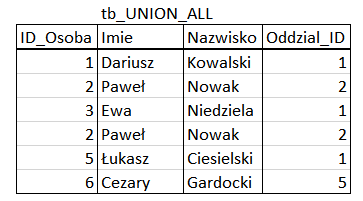 tb_UNION_ALL
ID_Osoba Imie Nazwisko Oddzial_ID
1 Dariusz Kowalski 1
2 Paweł Nowak 2
3 Ewa Niedziela 1
2 Paweł Nowak 2
5 Łukasz Ciesielski 1
6 Cezary Gardocki 5